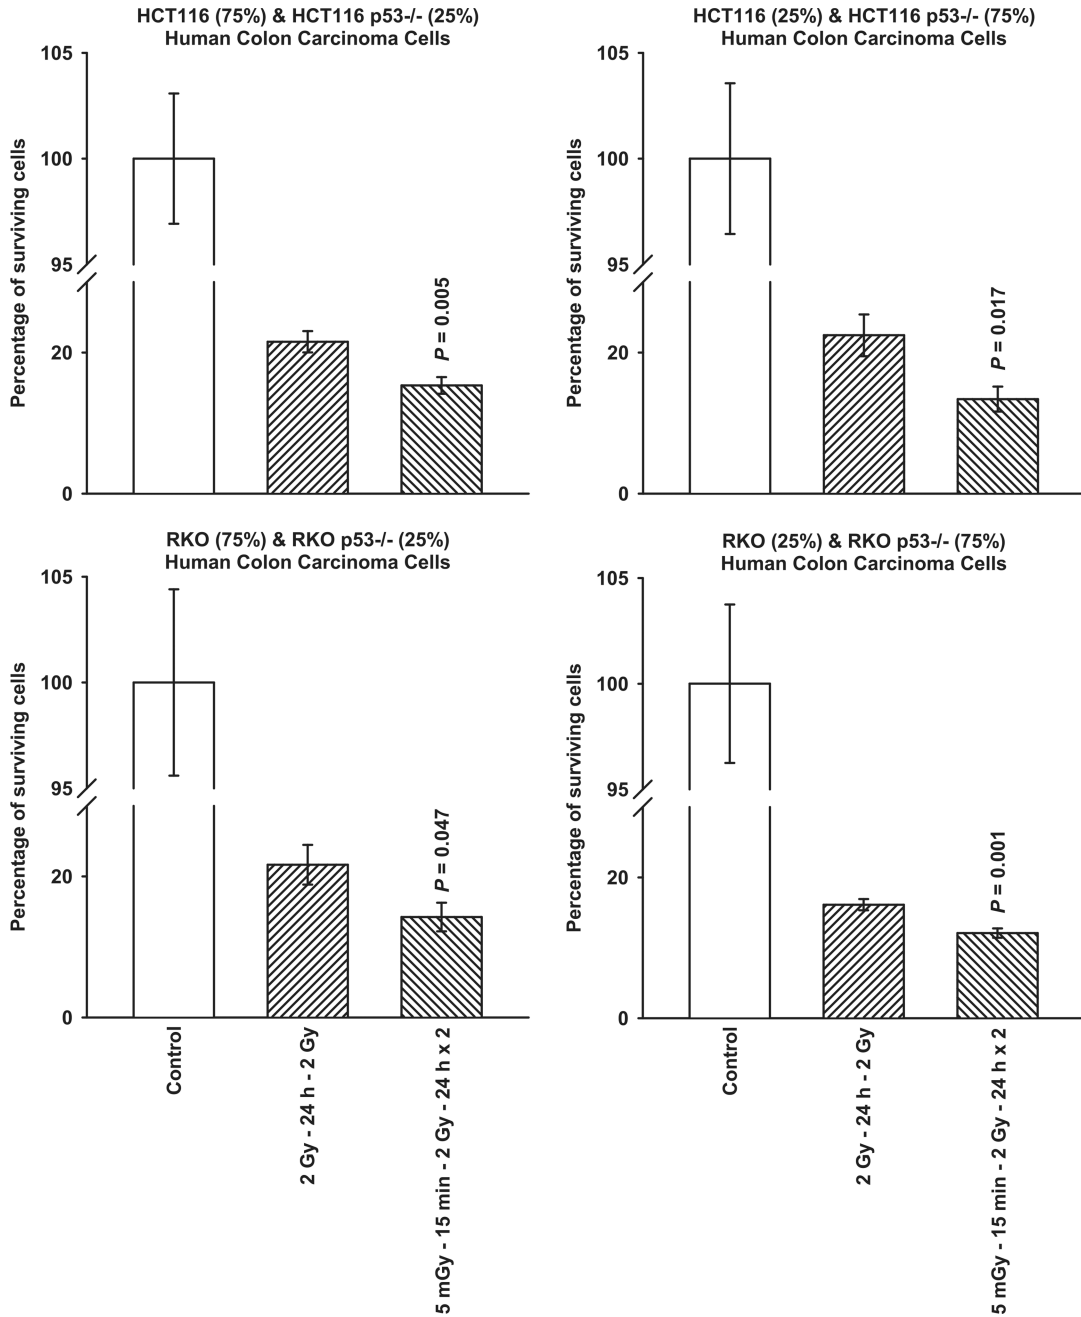 HCT116 (75%) & HCT116 p53-/- (25%)
Human Colon Carcinoma Cells
Percentage of surviving cells
105
100
95
20
0
P = 0.005
HCT116 (25%) & HCT116 p53-/- (75%)
Human Colon Carcinoma Cells
Percentage of surviving cells
105
100
95
20
0
P = 0.017
RKO (75%) & RKO p53-/- (25%)
Human Colon Carcinoma Cells
Percentage of surviving cells
105
100
95
20
0
P = 0.047
Control
2 Gy - 24 h - 2 Gy
5 mGy - 15 min - 2 Gy - 24 h x 2
RKO (25%) & RKO p53-/- (75%)
Human Colon Carcinoma Cells
Percentage of surviving cells
105
100
95
20
0
P = 0.001
Control
2 Gy - 24 h - 2 Gy
5 mGy - 15 min - 2 Gy - 24 h x 2